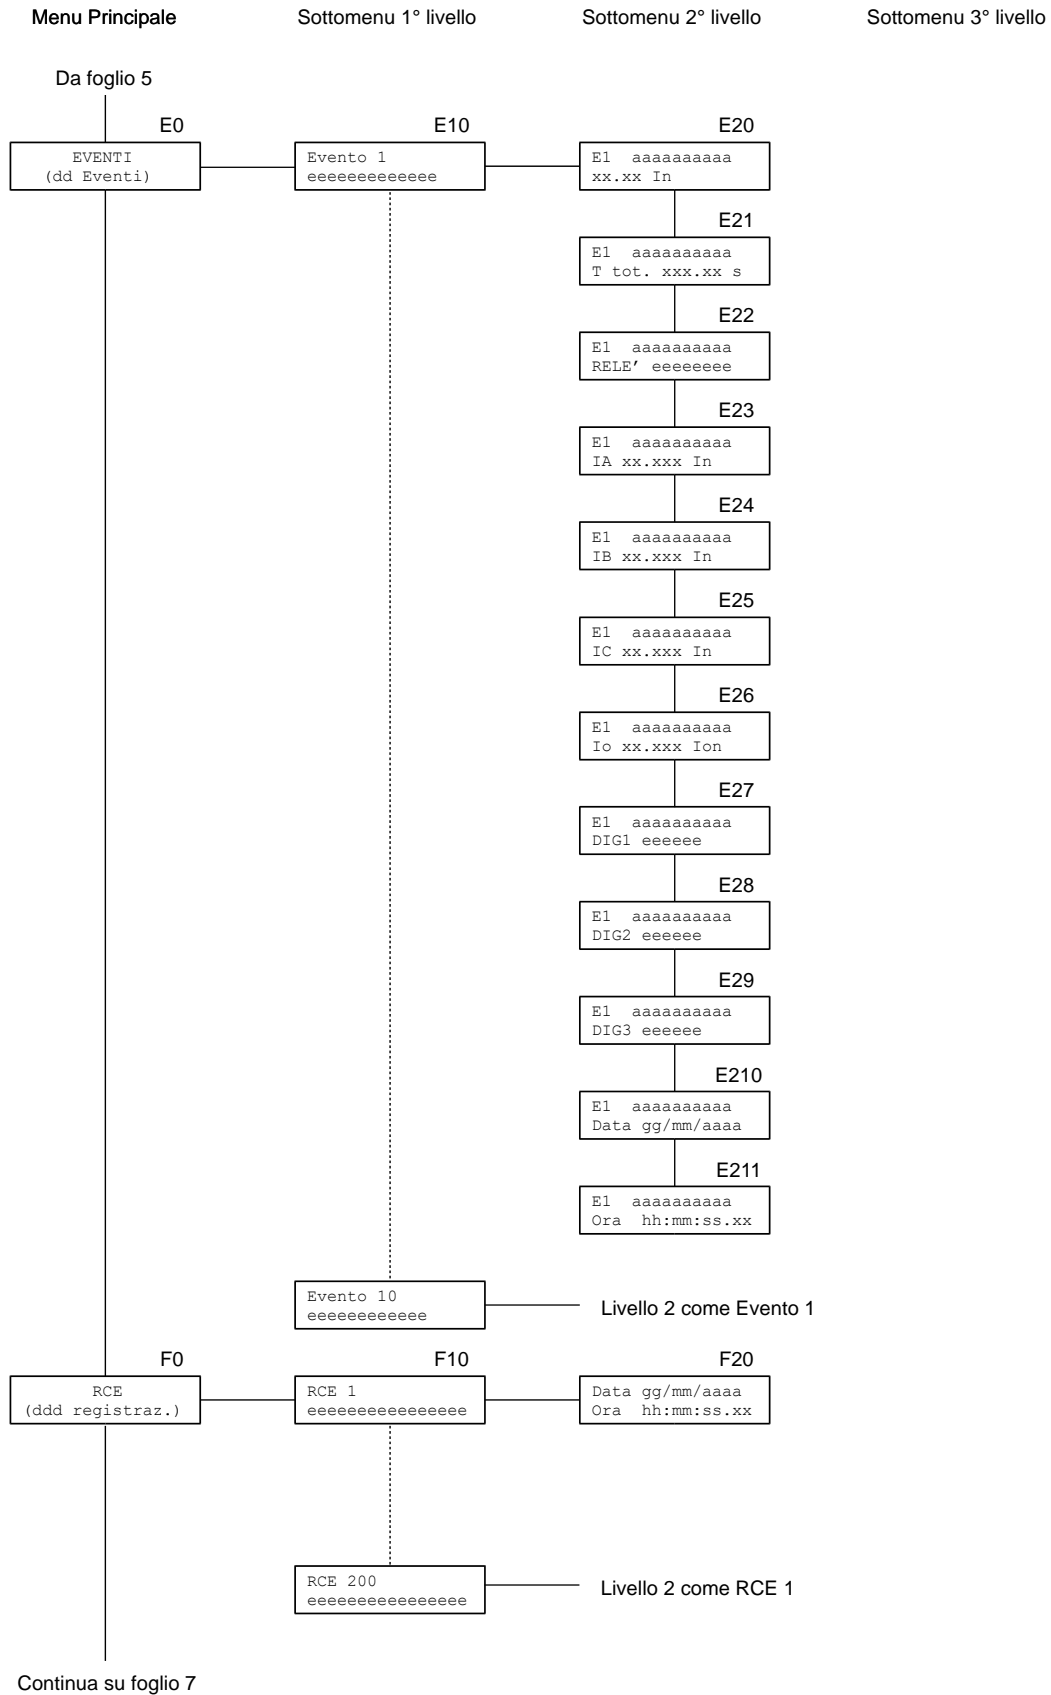 Menu Principale
Sottomenu 1° livello
Sottomenu 2° livello
Sottomenu 3° livello
Da foglio 5
E0
E10
E20
EVENTI
(dd Eventi)
Evento 1
eeeeeeeeeeeee
E1  aaaaaaaaaa
xx.xx In
E21
E1  aaaaaaaaaa
T tot. xxx.xx s
E22
E1  aaaaaaaaaa
RELE’ eeeeeeee
E23
E1  aaaaaaaaaa
IA xx.xxx In
E24
E1  aaaaaaaaaa
IB xx.xxx In
E25
E1  aaaaaaaaaa
IC xx.xxx In
E26
E1  aaaaaaaaaa
Io xx.xxx Ion
E27
E1  aaaaaaaaaa
DIG1 eeeeee
E28
E1  aaaaaaaaaa
DIG2 eeeeee
E29
E1  aaaaaaaaaa
DIG3 eeeeee
E210
E1  aaaaaaaaaa
Data gg/mm/aaaa
E211
E1  aaaaaaaaaa
Ora  hh:mm:ss.xx
Evento 10
eeeeeeeeeeee
Livello 2 come Evento 1
F0
F10
F20
RCE
(ddd registraz.)
RCE 1
eeeeeeeeeeeeeeee
Data gg/mm/aaaa
Ora  hh:mm:ss.xx
RCE 200
eeeeeeeeeeeeeeee
Livello 2 come RCE 1
Continua su foglio 7